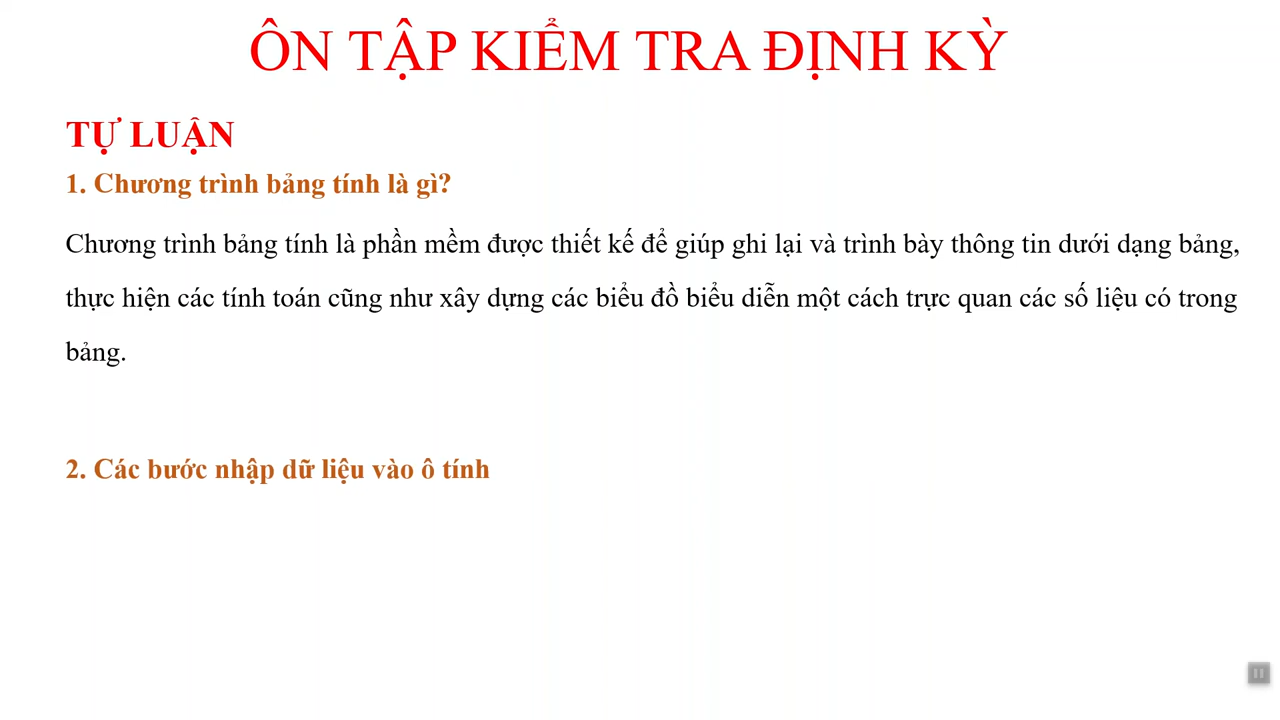 ÔN TẬP KIỂM TRA ĐỊNH KỲ
TỰ LUẬN
1. Chương trình bảng tính là gì?
Chương trình bảng tính là phần mềm được thiết kế để giúp ghi lại và trình bày thông tin dưới dạng bảng,
thực hiện các tính toán cũng như xây dựng các biểu đồ biểu diễn một cách trực quan các số liệu có trong
bảng.
2. Các bước nhập dữ liệu vào ô tính